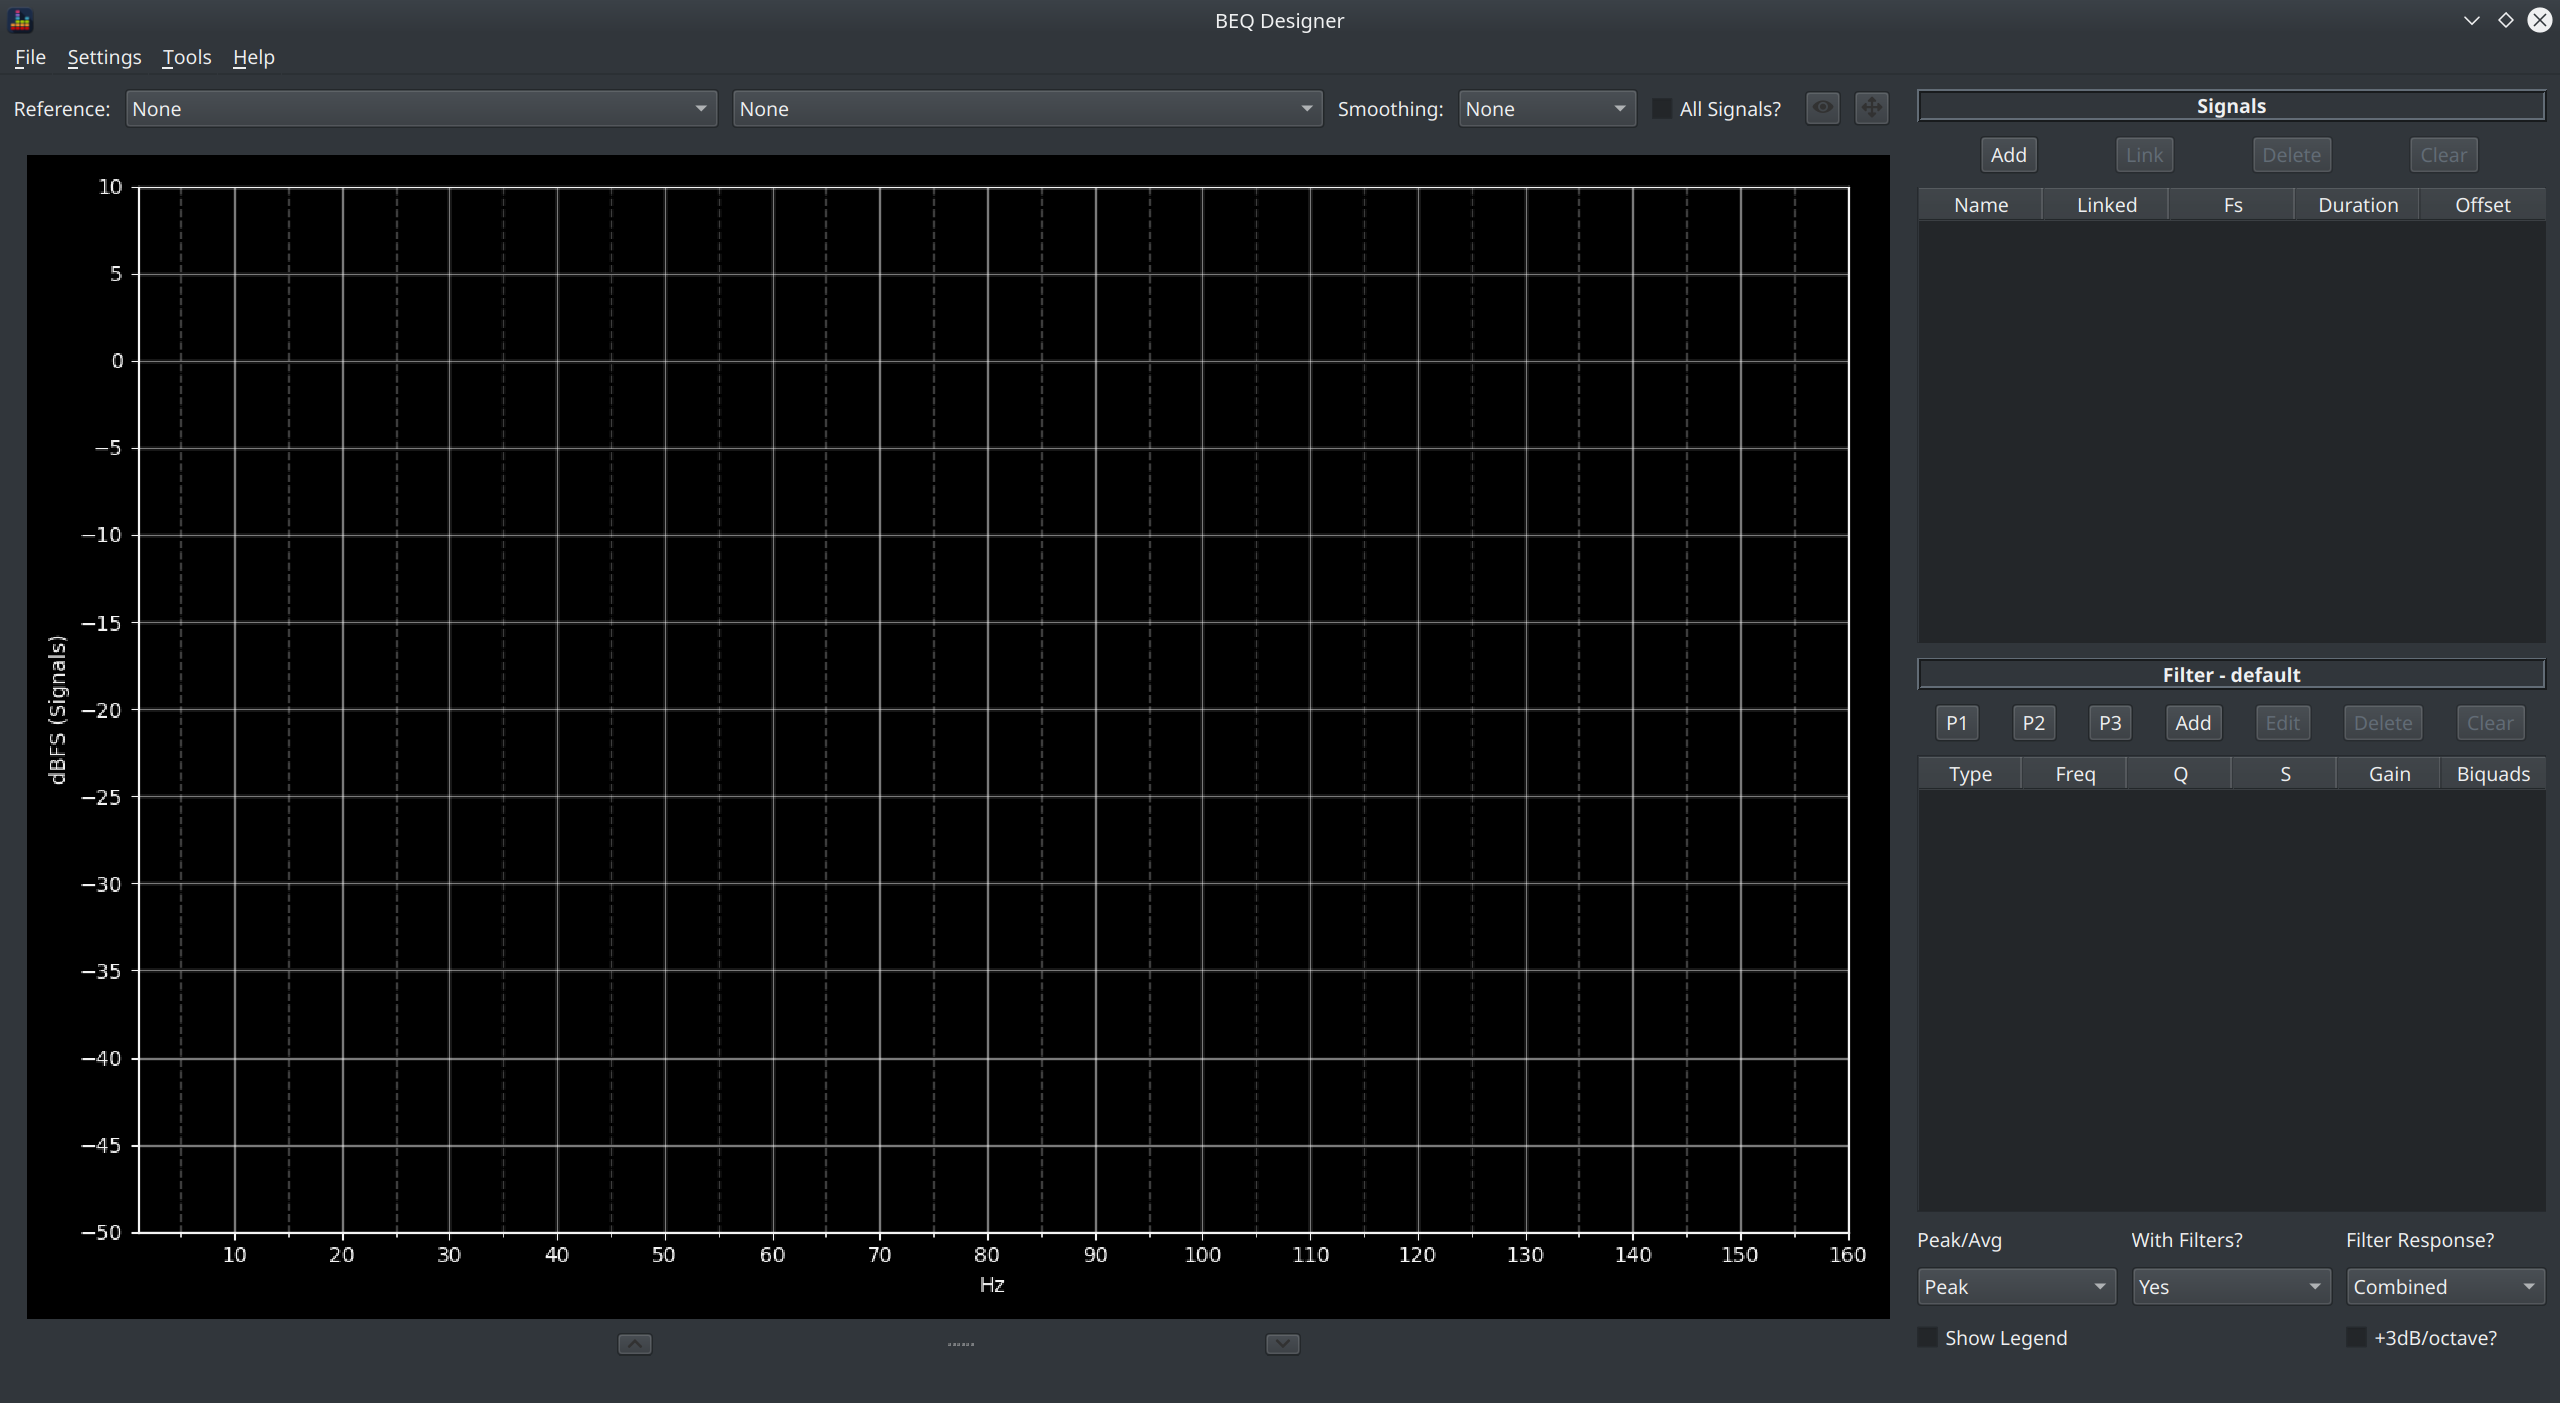 BEQ Designer
File Settings Tools Help
Reference: None None Smoothing: None All Signals?
Signals
Add Link Delete Clear
Name Linked Fs Duration Offset
10
5
0
−5
−10
−15
−20
−25
−30
−35
−40
−45
−50
dBFS (Signals)
10 20 30 40 50 60 70 80 90 100 110 120 130 140 150 160
Hz
Filter - default
P1 P2 P3 Add Edit Delete Clear
Type Freq Q S Gain Biquads
Peak/Avg With Filters? Filter Response?
Peak Yes Combined
Show Legend +3dB/octave?